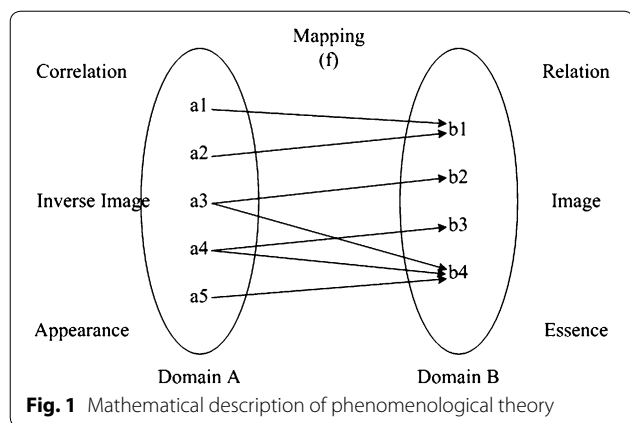 Mapping
(f)
Correlation
Relation
a1
b1
a2
b2
Inverse Image
a3
Image
b3
a4
b4
a5
Appearance
Essence
Domain A
Domain B
Fig. 1 Mathematical description of phenomenological theory